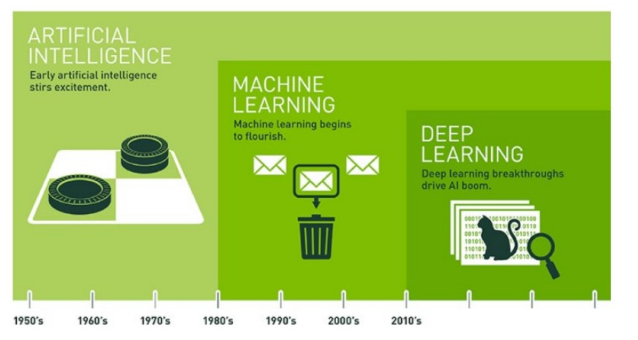 ARTIFICIAL
INTELLIGENCE
Early artificial intelligence
stirs excitement.
MACHINE
LEARNING
Machine learning begins
to flourish.
DEEP
LEARNING
Deep learning breakthroughs
drive AI boom.
1950's 1960's 1970's 1980's 1990's 2000's 2010's